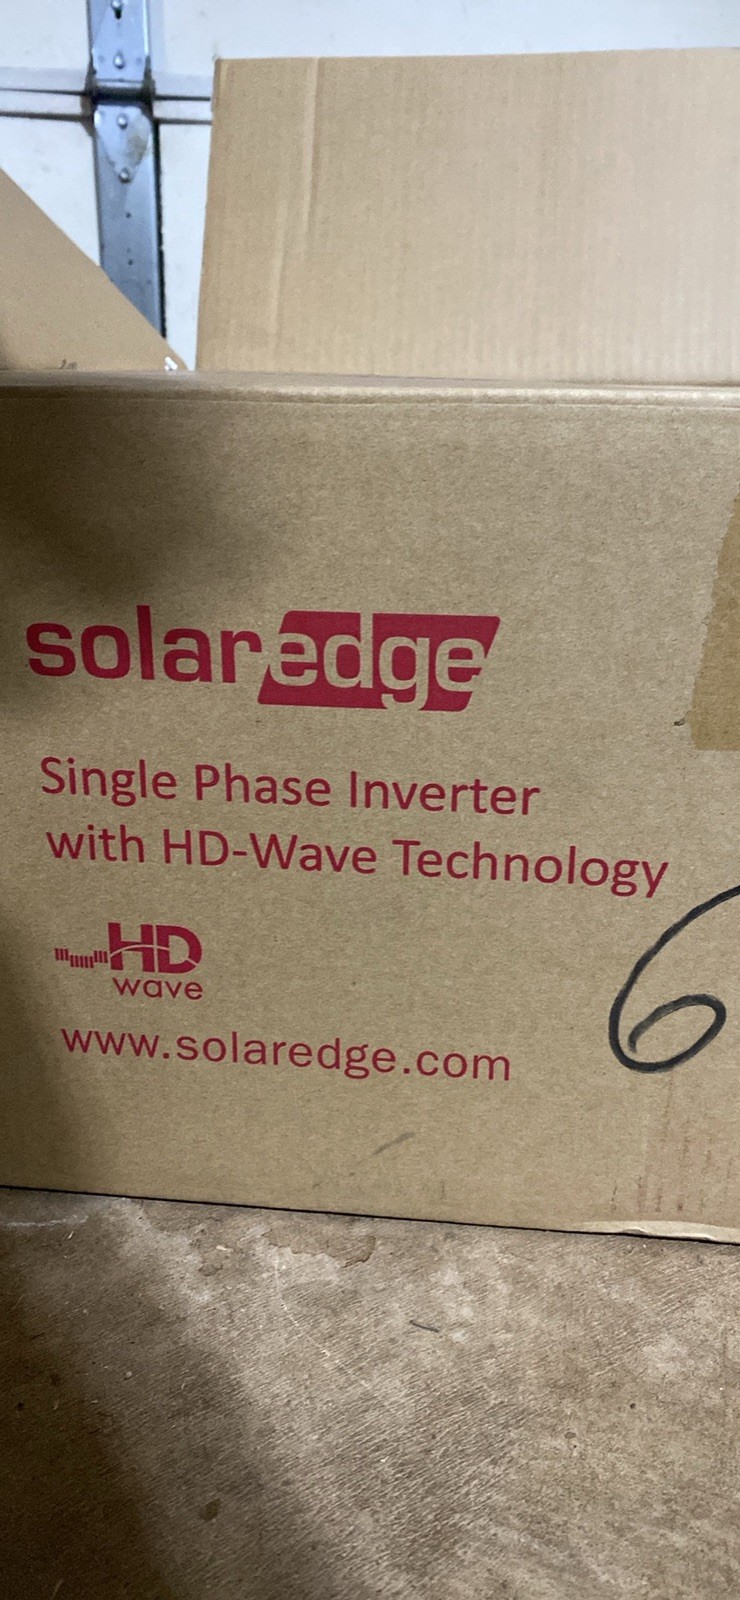 solaredge
Single Phase Inverter
with HD-Wave Technology
HD
wave
www.solaredge.com
6